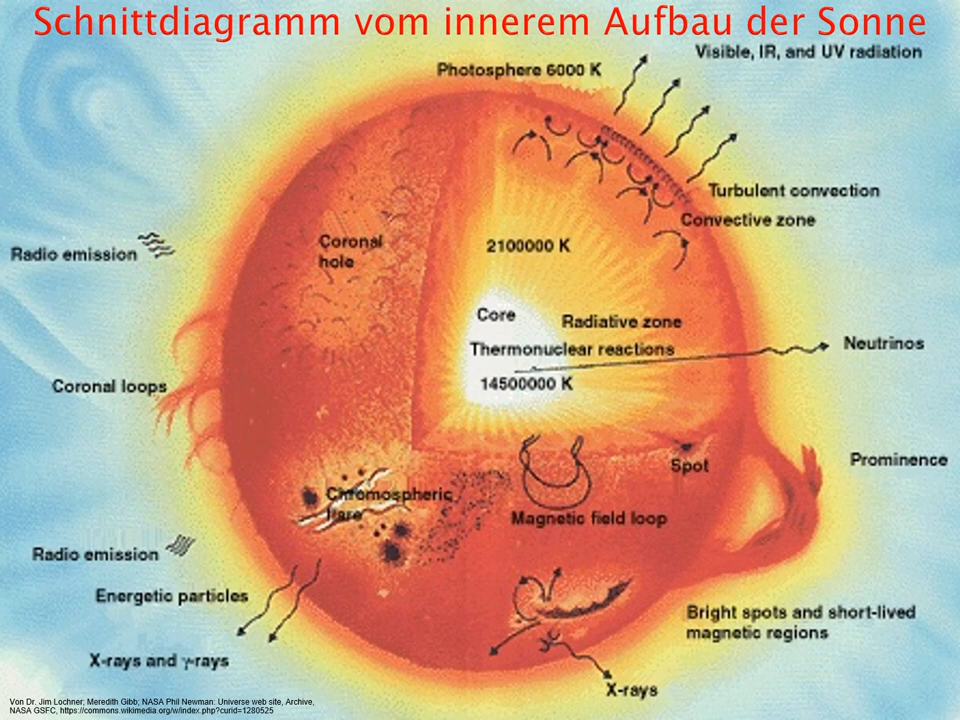 Schnittdiagramm vom innerem Aufbau der Sonne
Visible, IR, and UV radiation
Photosphere 6000 K
Turbulent convection
Convective zone
Radio emission
Coronal
hole
2100000 K
Core
Radiative zone
Thermonuclear reactions
Neutrinos
14500000 K
Coronal loops
Prominence
Spot
Chromospheric
flare
Magnetic field loop
Radio emission
Energetic particles
Bright spots and short-lived
magnetic regions
X-rays and γ-rays
X-rays
Von Dr. Jim Lochner; Meredith Gibb; NASA Phil Newman: Universe web site, Archive,
NASA GSFC, https://commons.wikimedia.org/w/index.php?curid=1280525